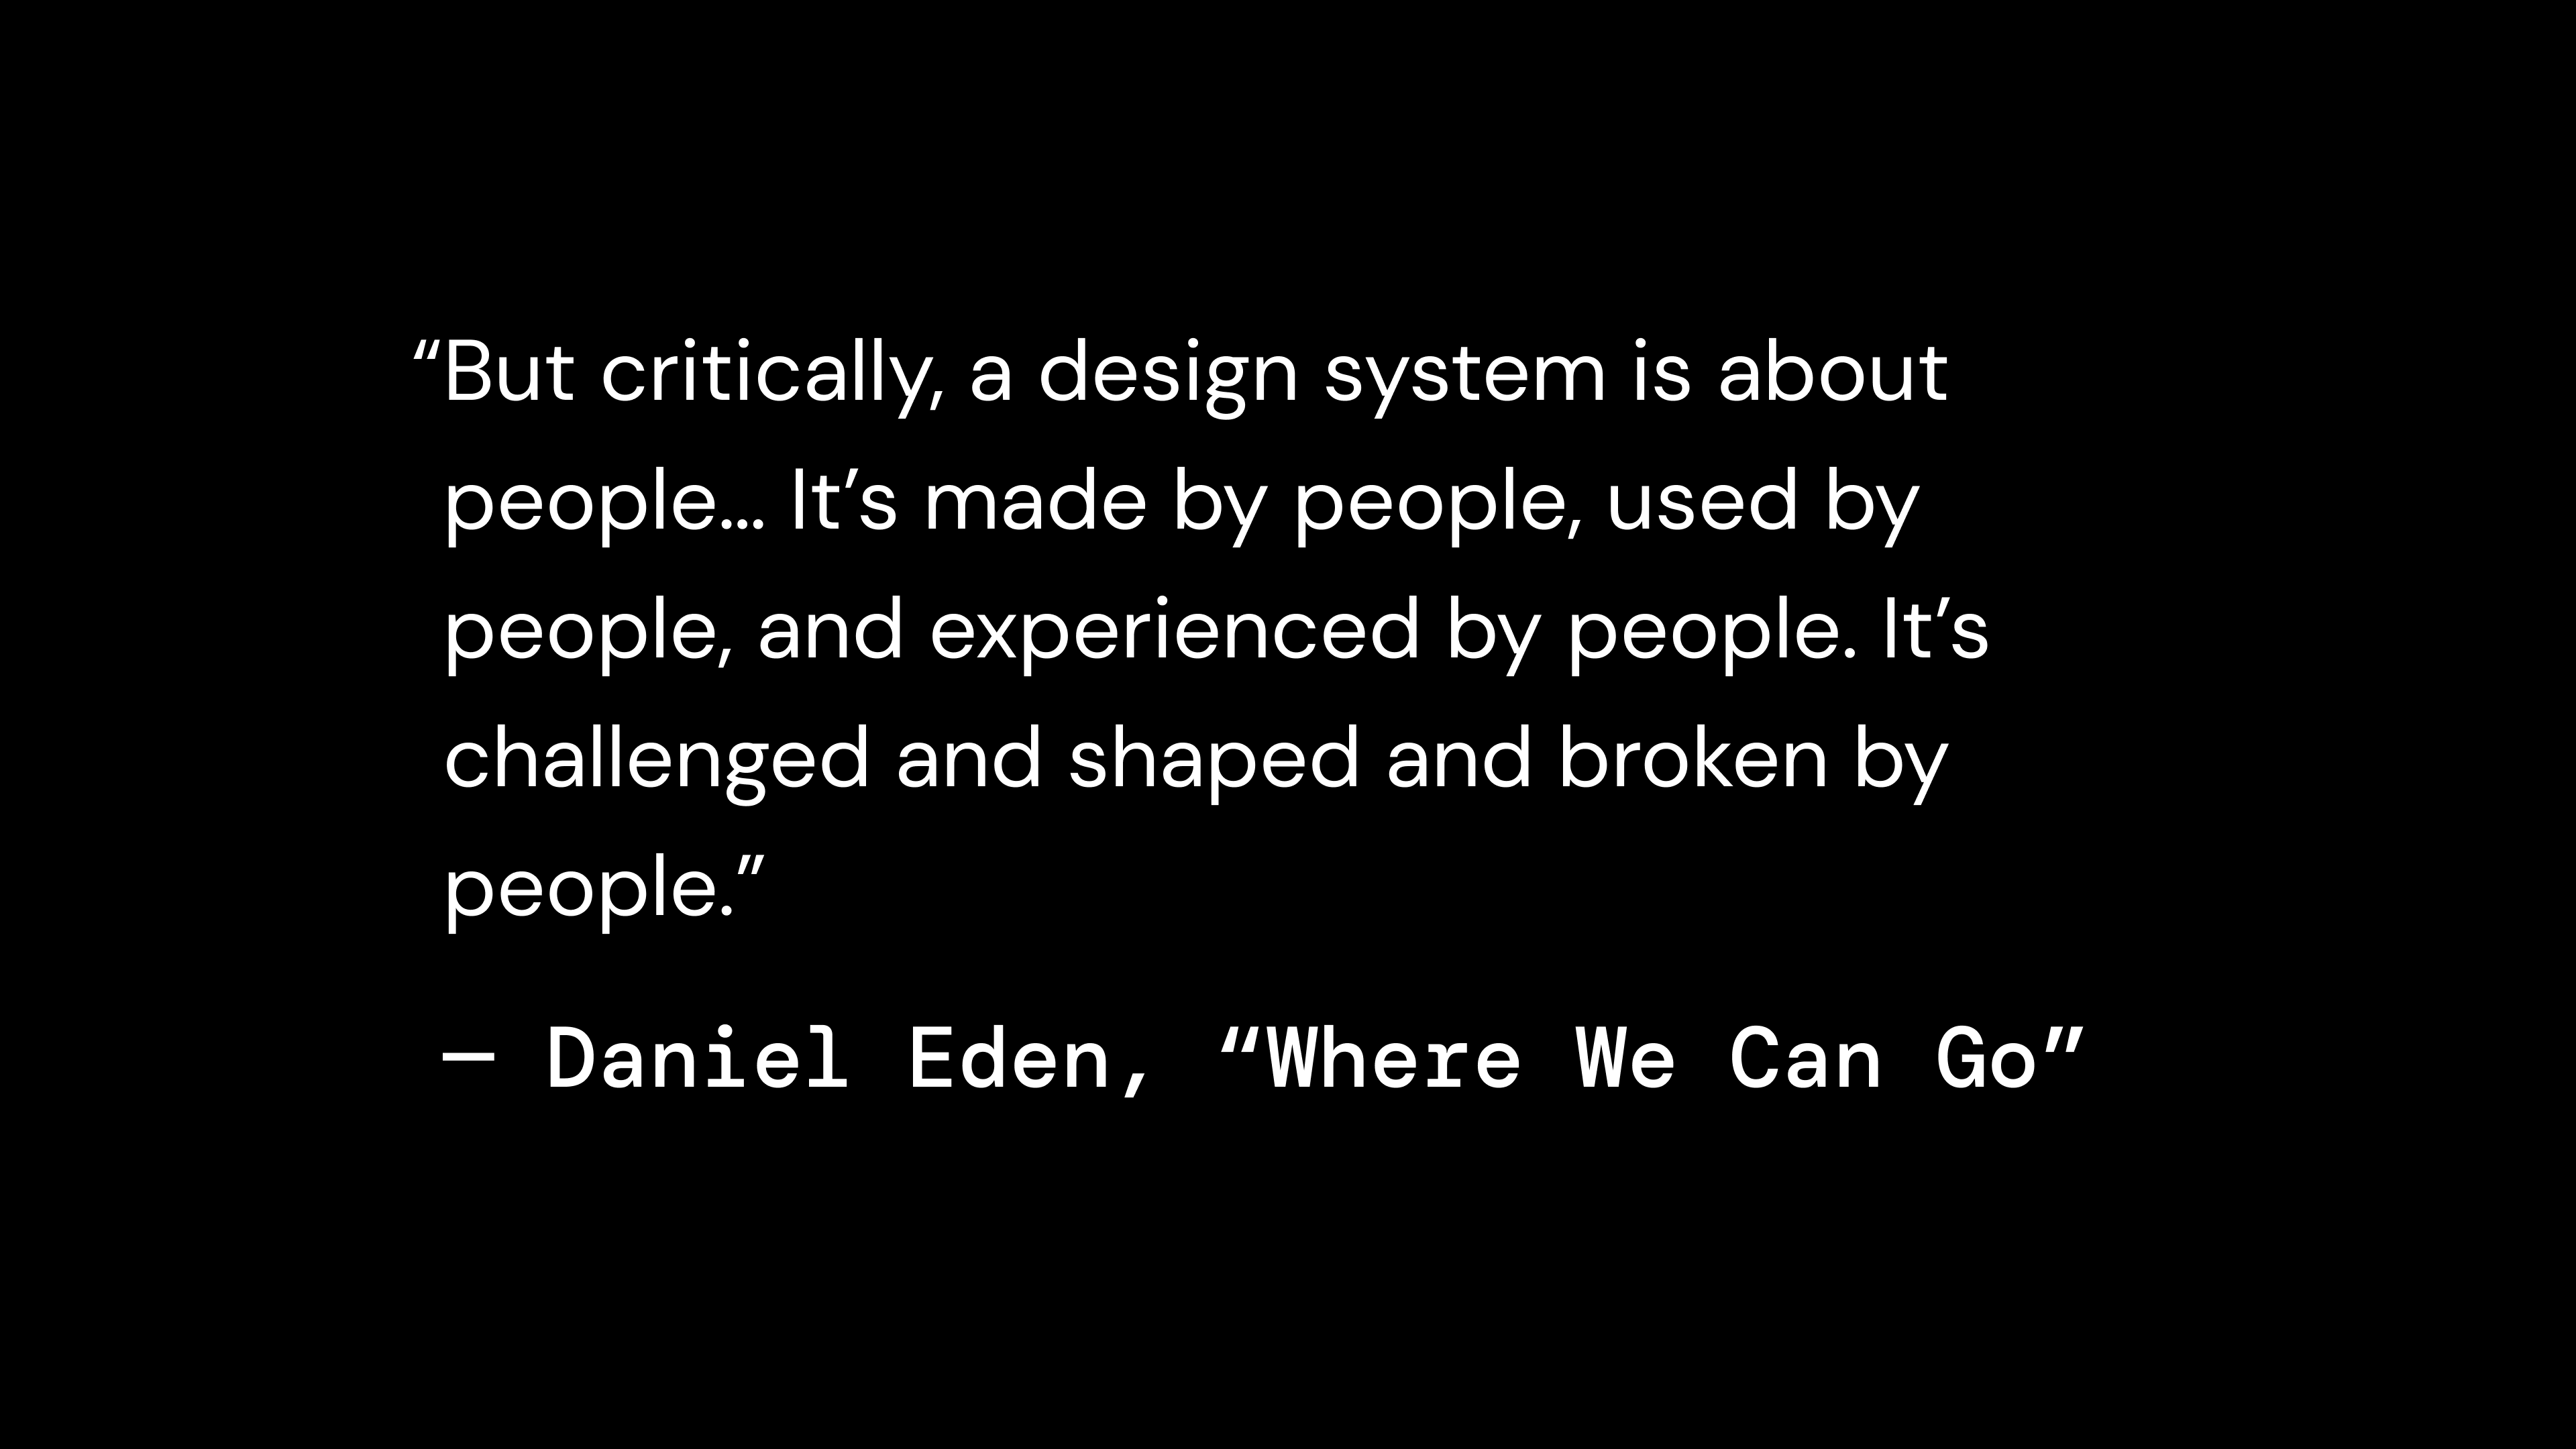 “But critically, a design system is about
people… It’s made by people, used by
people, and experienced by people. It’s
challenged and shaped and broken by
people.”
— Daniel Eden, “Where We Can Go”